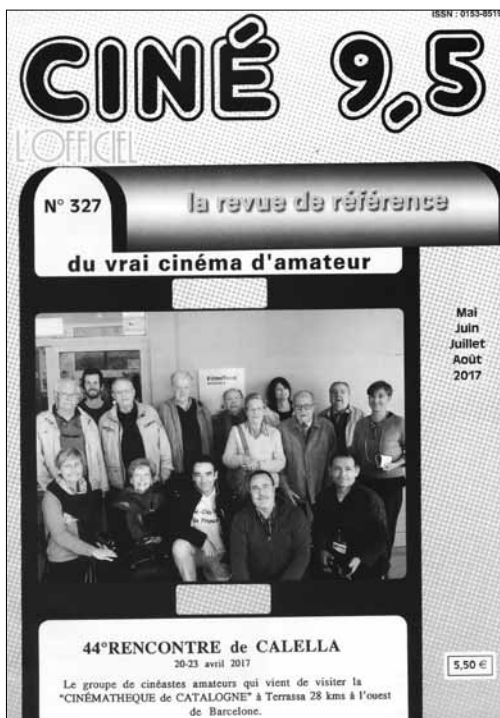 ISSN : 0153-8519
CINÉ 9,5
L'OFFICIEL
N° 327
la revue de référence
du vrai cinéma d'amateur
Mai
Juin
Juillet
Août
2017
44°RENCONTRE de CALELLA
20-23 avril 2017
Le groupe de cinéastes amateurs qui vient de visiter la
"CINÉMATHEQUE de CATALOGNE" à Terrassa 28 kms à l'ouest
de Barcelone.
5,50 €